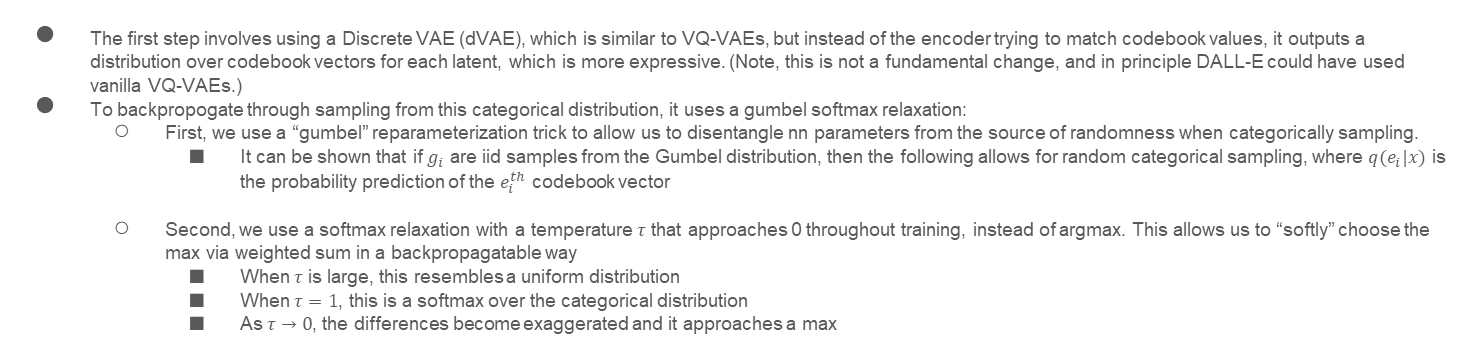 ● The first step involves using a Discrete VAE (dVAE), which is similar to VQ-VAEs, but instead of the encoder trying to match codebook values, it outputs a
distribution over codebook vectors for each latent, which is more expressive. (Note, this is not a fundamental change, and in principle DALL-E could have used
vanilla VQ-VAEs.)
● To backpropogate through sampling from this categorical distribution, it uses a gumbel softmax relaxation:
○ First, we use a “gumbel” reparameterization trick to allow us to disentangle nn parameters from the source of randomness when categorically sampling.
■ It can be shown that if gᵢ are iid samples from the Gumbel distribution, then the following allows for random categorical sampling, where q(eᵢ|x) is
the probability prediction of the eᵢᵗʰ codebook vector
○ Second, we use a softmax relaxation with a temperature τ that approaches 0 throughout training, instead of argmax. This allows us to “softly” choose the
max via weighted sum in a backpropagatable way
■ When τ is large, this resembles a uniform distribution
■ When τ = 1, this is a softmax over the categorical distribution
■ As τ → 0, the differences become exaggerated and it approaches a max